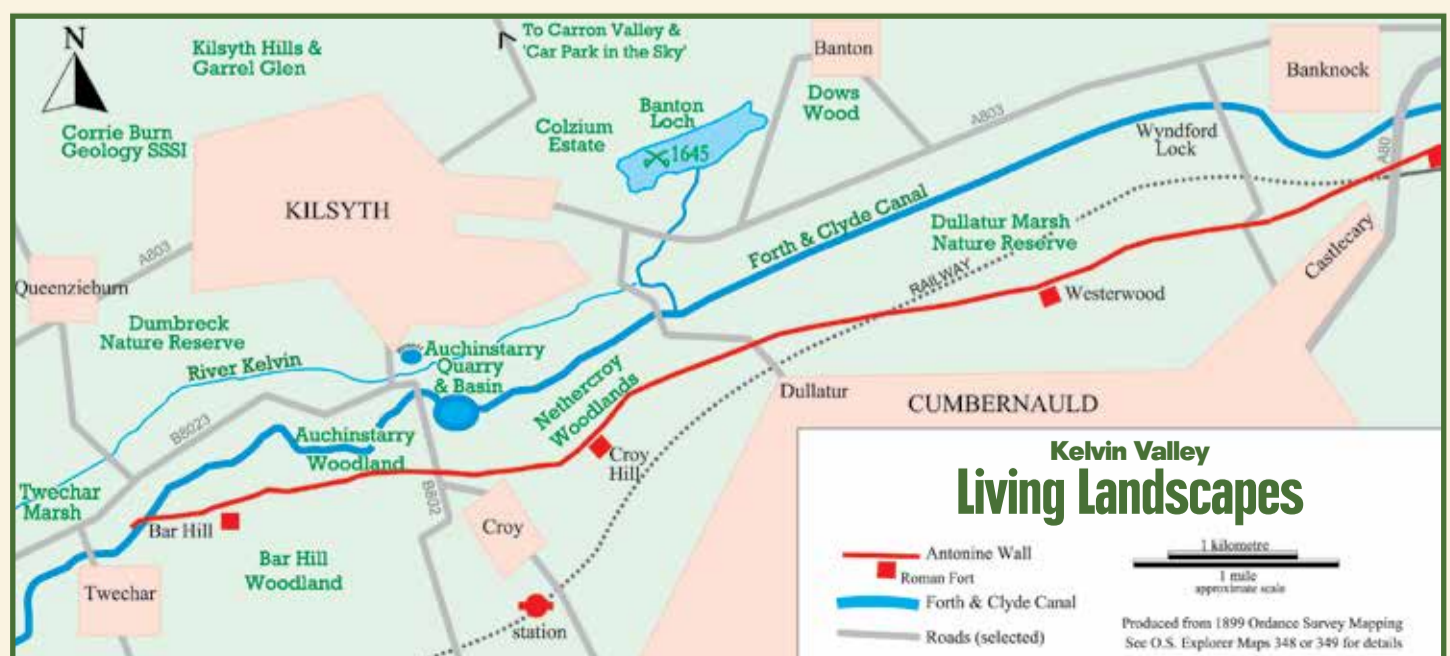 N
Kilsyth Hills &
Garrel Glen
To Carron Valley &
'Car Park in the Sky'
Banton
Banknock
Corrie Burn
Geology SSSI
Colzium
Estate
Banton
Loch
1645
Dows
Wood
A803
Wyndford
Lock
A80
KILSYTH
Forth & Clyde Canal
Dullatur Marsh
Nature Reserve
Castlecary
A803
Queenzieburn
RAILWAY
Westerwood
Dumbreck
Nature Reserve
River Kelvin
Auchinstarry
Quarry
& Basin
Nethercroy
Woodlands
Dullatur
CUMBERNAULD
B8023
Auchinstarry
Woodland
Croy
Hill
Twechar
Marsh
Bar Hill
B802
Croy
Bar Hill
Woodland
Twechar
station
Kelvin Valley
Living Landscapes
Antonine Wall
Roman Fort
Forth & Clyde Canal
Roads (selected)
1 kilometre
1 mile
approximate scale
Produced from 1899 Ordance Survey Mapping
See O.S. Explorer Maps 348 or 349 for details